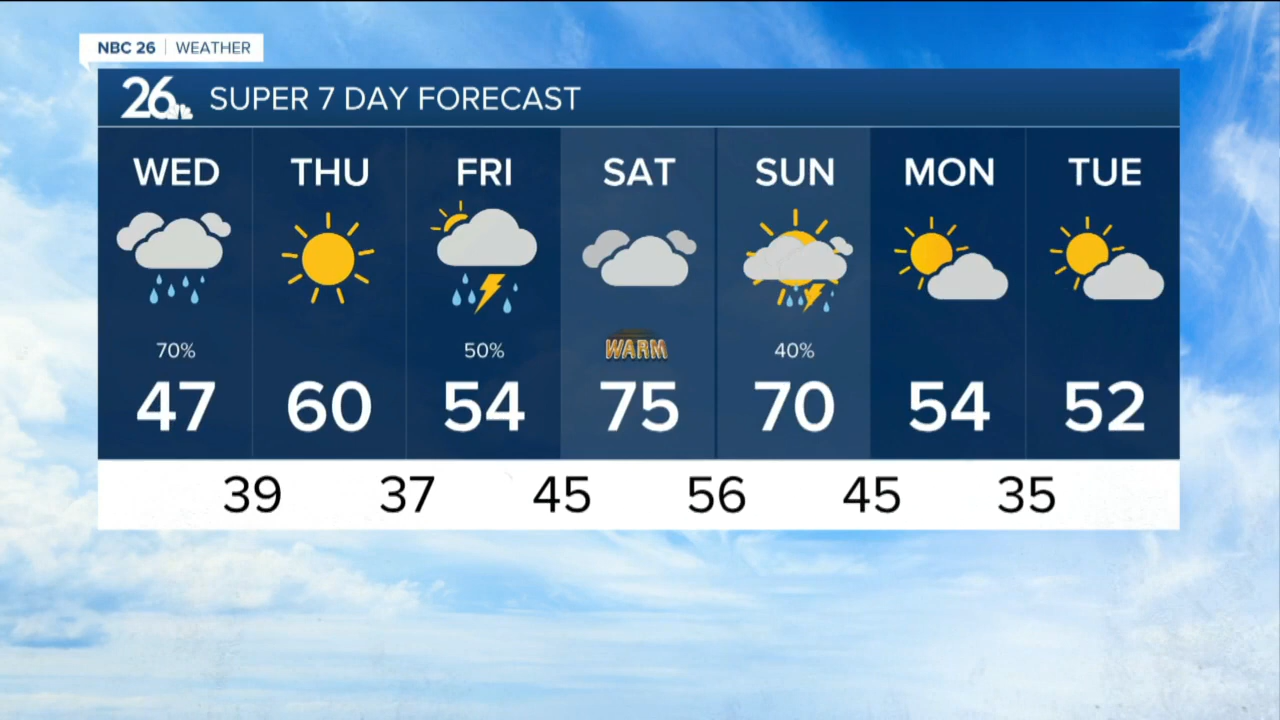 NBC 26 | WEATHER
26 SUPER 7 DAY FORECAST
WED THU FRI SAT SUN MON TUE
70% 50% WARM 40%
47 60 54 75 70 54 52
39 37 45 56 45 35